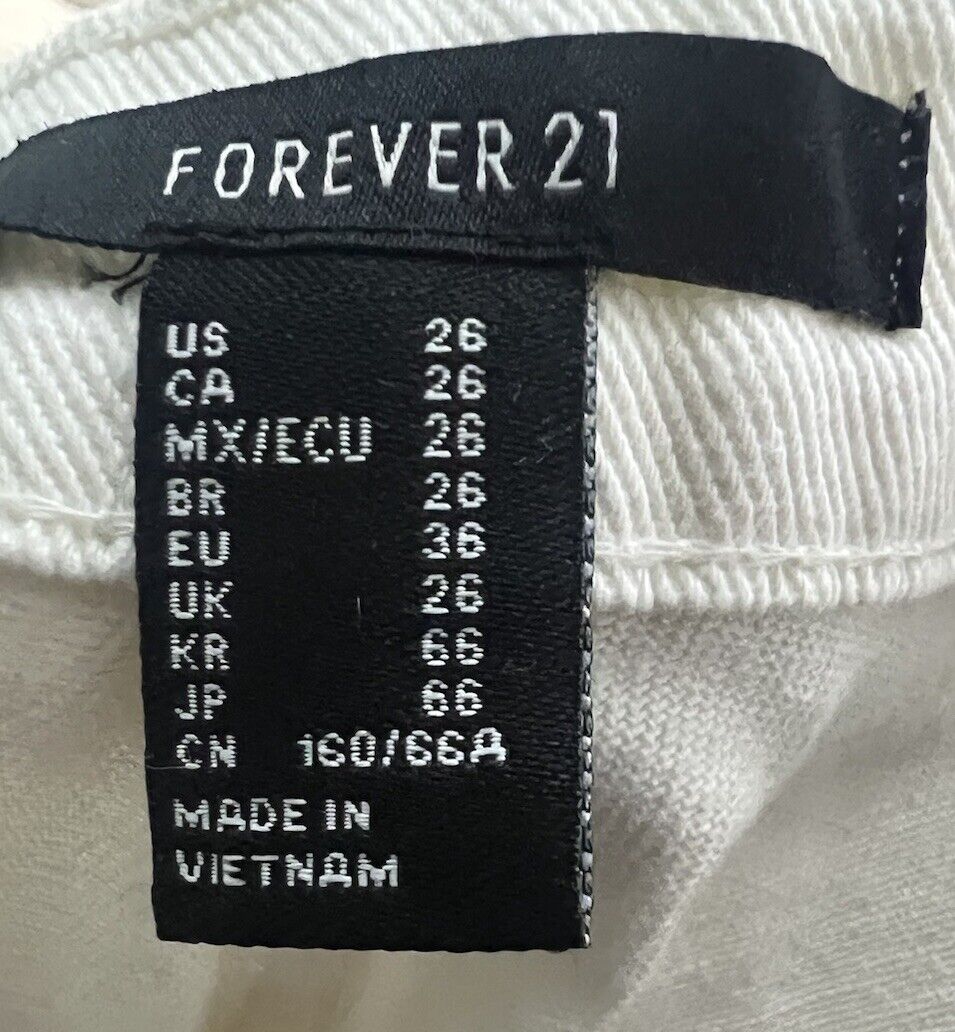 FOREVER 21
US 26
CA 26
MX/ECU 26
BR 26
EU 36
UK 26
KR 66
JP 66
CN 160/66A
MADE IN
VIETNAM